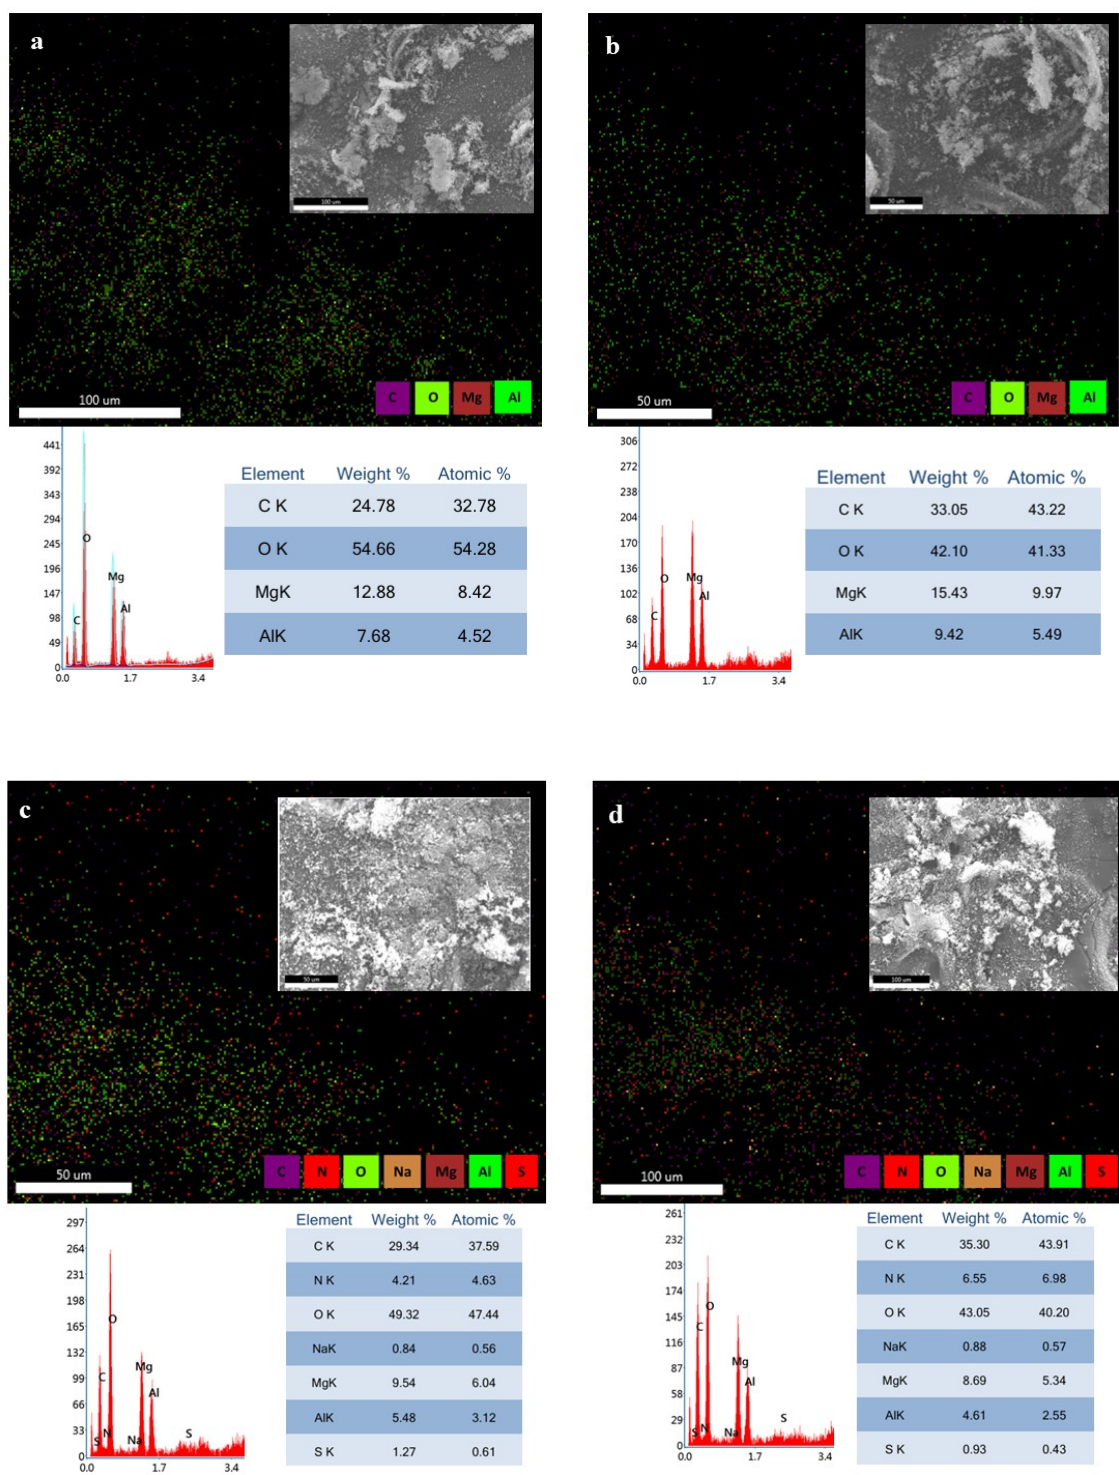 a
100 um
100 um
C O Mg Al
441
392
343
294
245
196
147
98
49
0
O
Mg
Al
C
0.0 1.7 3.4
Element Weight % Atomic %
C K 24.78 32.78
O K 54.66 54.28
MgK 12.88 8.42
AlK 7.68 4.52
b
50 um
50 um
C O Mg Al
306
272
238
204
170
136
102
68
34
0
O
Mg
Al
C
0.0 1.7 3.4
Element Weight % Atomic %
C K 33.05 43.22
O K 42.10 41.33
MgK 15.43 9.97
AlK 9.42 5.49
c
50 um
50 um
C N O Na Mg Al S
297
264
231
198
165
132
99
66
33
0
O
Mg
C
Al
N
S
Na
S
0.0 1.7 3.4
Element Weight % Atomic %
C K 29.34 37.59
N K 4.21 4.63
O K 49.32 47.44
NaK 0.84 0.56
MgK 9.54 6.04
AlK 5.48 3.12
S K 1.27 0.61
d
100 um
100 um
C N O Na Mg Al S
261
232
203
174
145
116
87
58
29
0
O
C
Mg
Al
S
N
S
Na
0.0 1.7 3.4
Element Weight % Atomic %
C K 35.30 43.91
N K 6.55 6.98
O K 43.05 40.20
NaK 0.88 0.57
MgK 8.69 5.34
AlK 4.61 2.55
S K 0.93 0.43